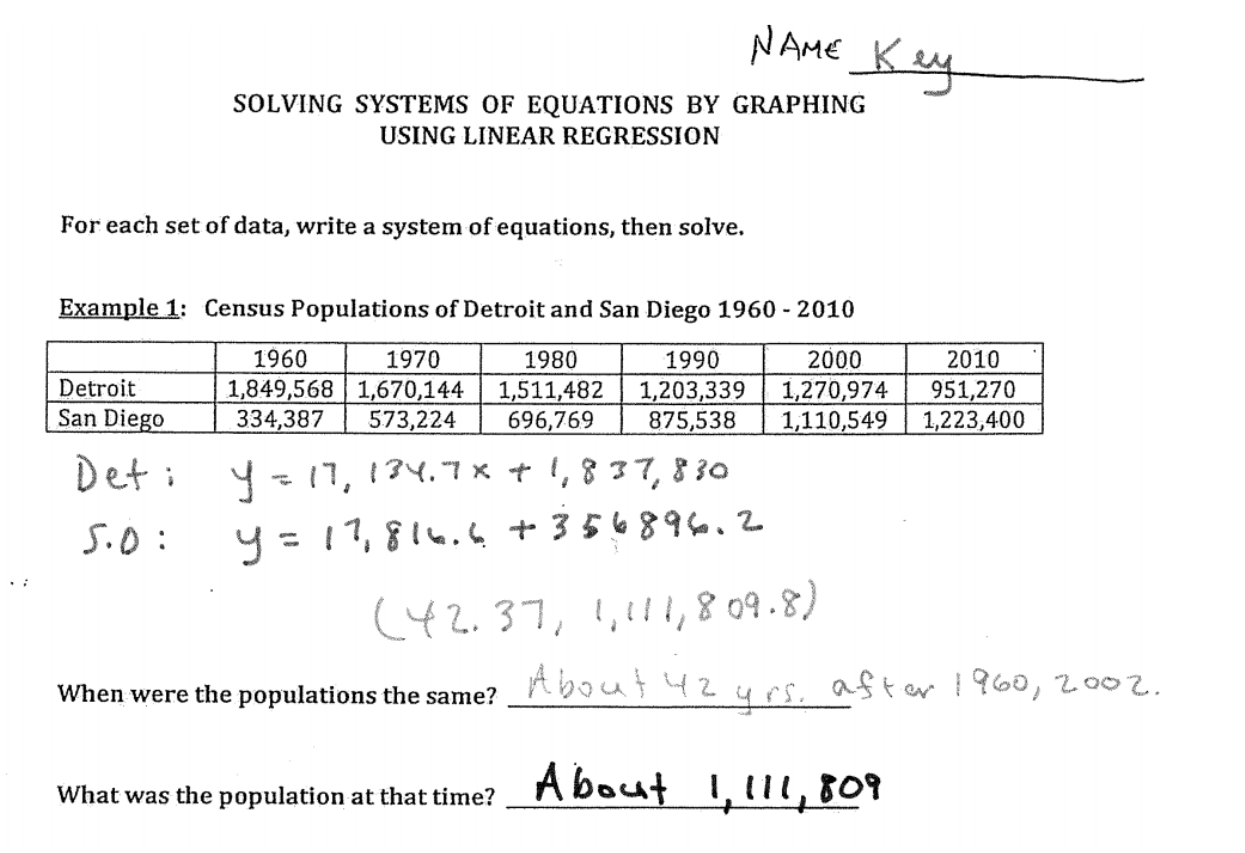 NAME Key
SOLVING SYSTEMS OF EQUATIONS BY GRAPHING
USING LINEAR REGRESSION
For each set of data, write a system of equations, then solve.
Example 1: Census Populations of Detroit and San Diego 1960 - 2010
1960 1970 1980 1990 2000 2010
Detroit 1,849,568 1,670,144 1,511,482 1,203,339 1,270,974 951,270
San Diego 334,387 573,224 696,769 875,538 1,110,549 1,223,400
Det: y = 17,134.7x + 1,837,830
S.D: y = 17,816.6 + 356896.2
(42.37, 1,111,809.8)
When were the populations the same? About 42 yrs. after 1960, 2002.
What was the population at that time? About 1,111,809